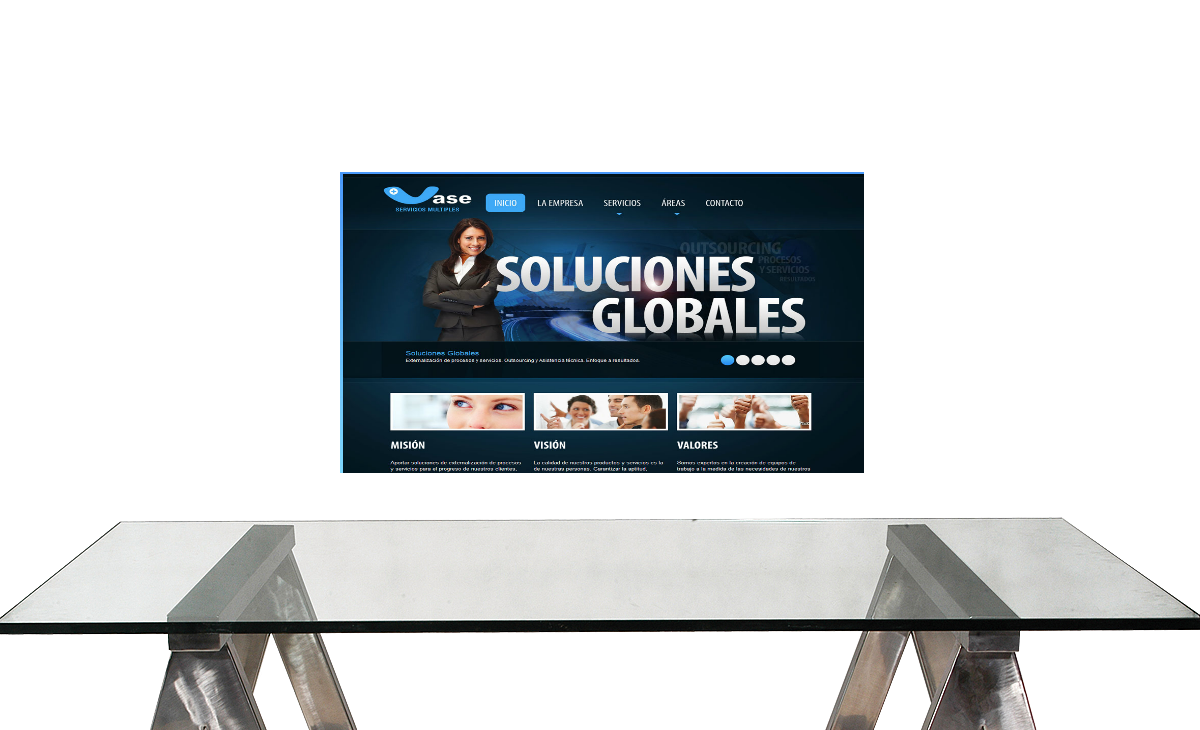 ase
SERVICIOS MULTIPLES
INICIO LA EMPRESA SERVICIOS ÁREAS CONTACTO
OUTSOURCING
PROCESOS
Y SERVICIOS
RESULTADOS
SOLUCIONES
GLOBALES
Soluciones Globales
Externalización de procesos y servicios. Outsourcing y Asistencia técnica. Enfoque a resultados.
MISIÓN VISIÓN VALORES
Aportar soluciones de externalización de procesos La calidad de nuestros productos y servicios es la Somos expertos en la creación de equipos de
y servicios para el progreso de nuestros clientes, de nuestras personas. Garantizar la aptitud, trabajo a la medida de las necesidades de nuestros